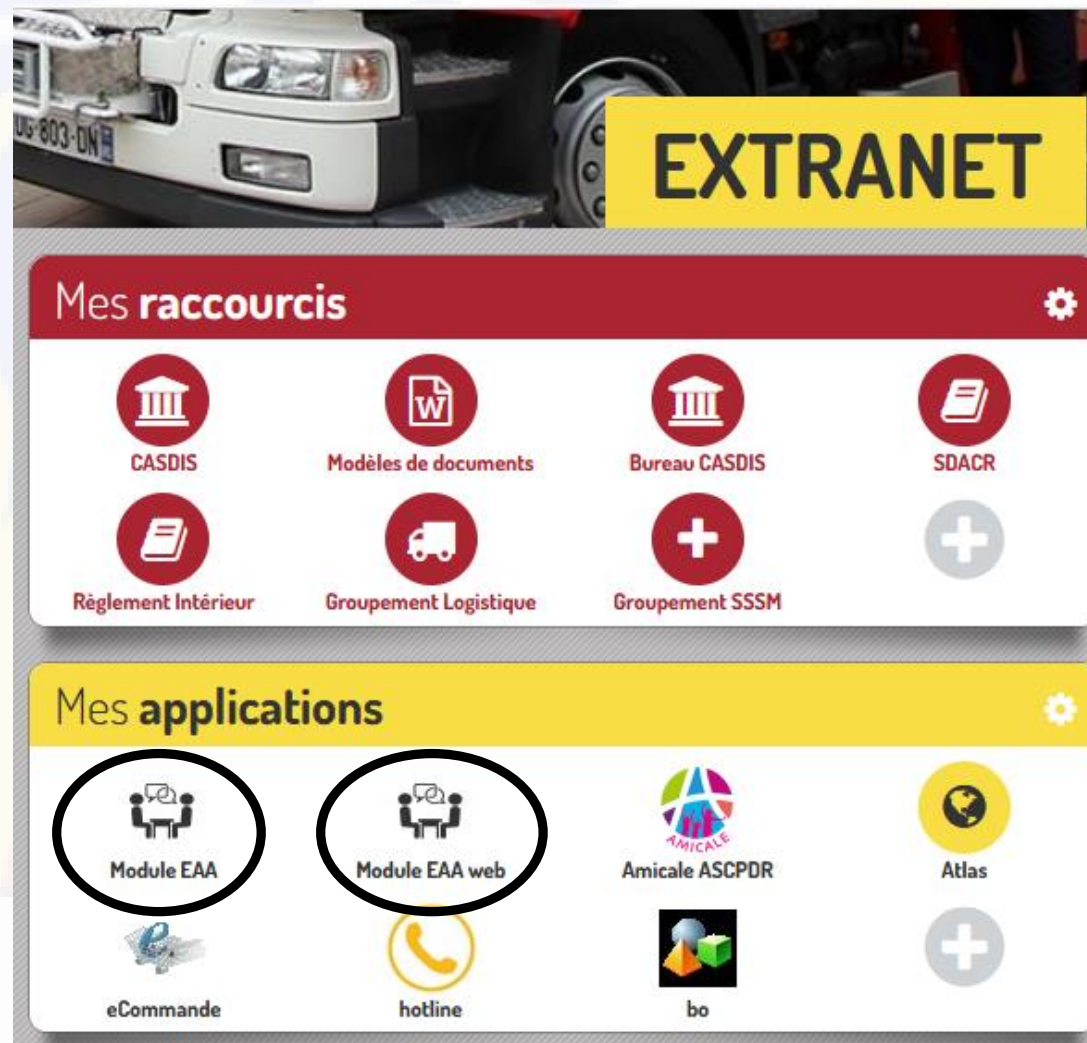 DG-803-DN
EXTRANET
Mes raccourcis
W
CASDIS
Modèles de documents
Bureau CASDIS
SDACR
Règlement Intérieur
Groupement Logistique
Groupement SSSM
Mes applications
AMICALE
Module EAA
Module EAA web
Amicale ASCPDR
Atlas
e
eCommande
hotline
bo